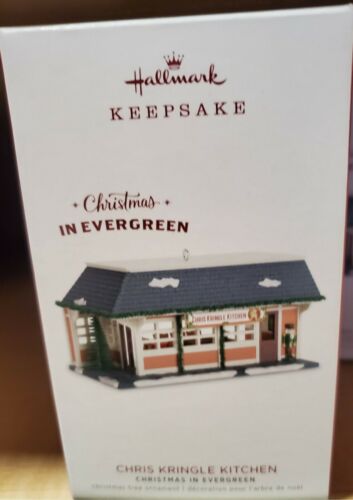 Hallmark
KEEPSAKE
Christmas
IN EVERGREEN
CHRIS KRINGLE KITCHEN
CHRIS KRINGLE KITCHEN
CHRISTMAS IN EVERGREEN
christmas tree ornament | décoration pour l'arbre de noël